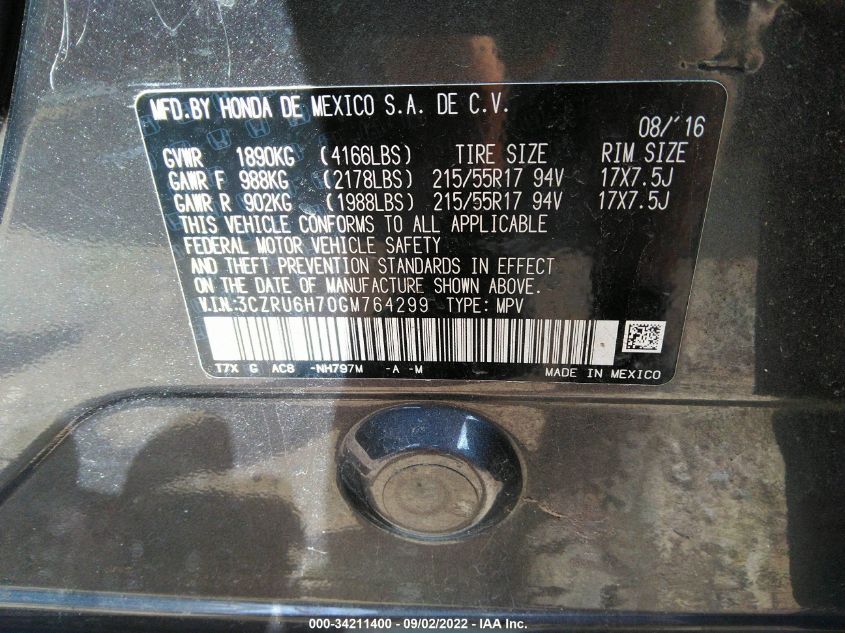 MFD.BY HONDA DE MEXICO S.A. DE C.V.
08/'16
GVWR 1890KG (4166LBS) TIRE SIZE RIM SIZE
GAWR F 988KG (2178LBS) 215/55R17 94V 17X7.5J
GAWR R 902KG (1988LBS) 215/55R17 94V 17X7.5J
THIS VEHICLE CONFORMS TO ALL APPLICABLE
FEDERAL MOTOR VEHICLE SAFETY
AND THEFT PREVENTION STANDARDS IN EFFECT
ON THE DATE OF MANUFACTURE SHOWN ABOVE.
V.I.N.:3CZRU6H70GM764299 TYPE: MPV
T7X G AC8 -NH797M -A -M MADE IN MEXICO
000-34211400 - 09/02/2022 - IAA Inc.